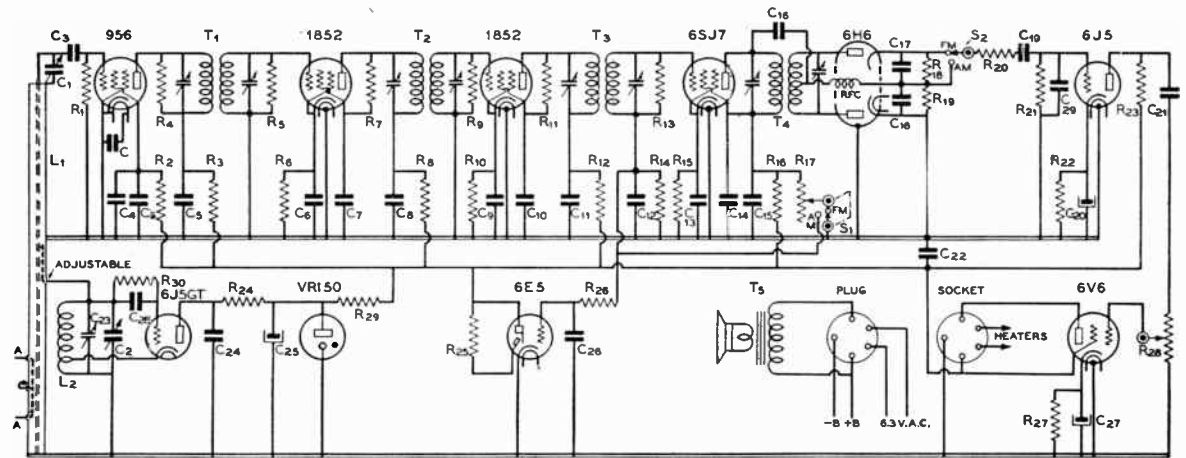 C3 956 T1 1852 T2 1852 T3 6SJ7 C16 6H6 C17 FM S2 C19 6J5
C1 R18 AM R20
R1 R4 R5 R7 R9 R11 R13 T4 RFC R19 R21 C29 R23 C21
C C16
L1 R2 R3 R6 R8 R10 R12 R14 R15 R16 R17 R22
C4 C5 C6 C7 C8 C9 C10 C11 C12 C13 C14 C15 FM C20
AM S1
C22
ADJUSTABLE
R30
6J5GT R24 VR150 6E5 R26 T5 PLUG SOCKET 6V6
C23 C28 R29
C2 HEATERS
C24 C25 R25 C26 R28
L2
A
A
-B +B 6.3 V.A.C. R27 C27